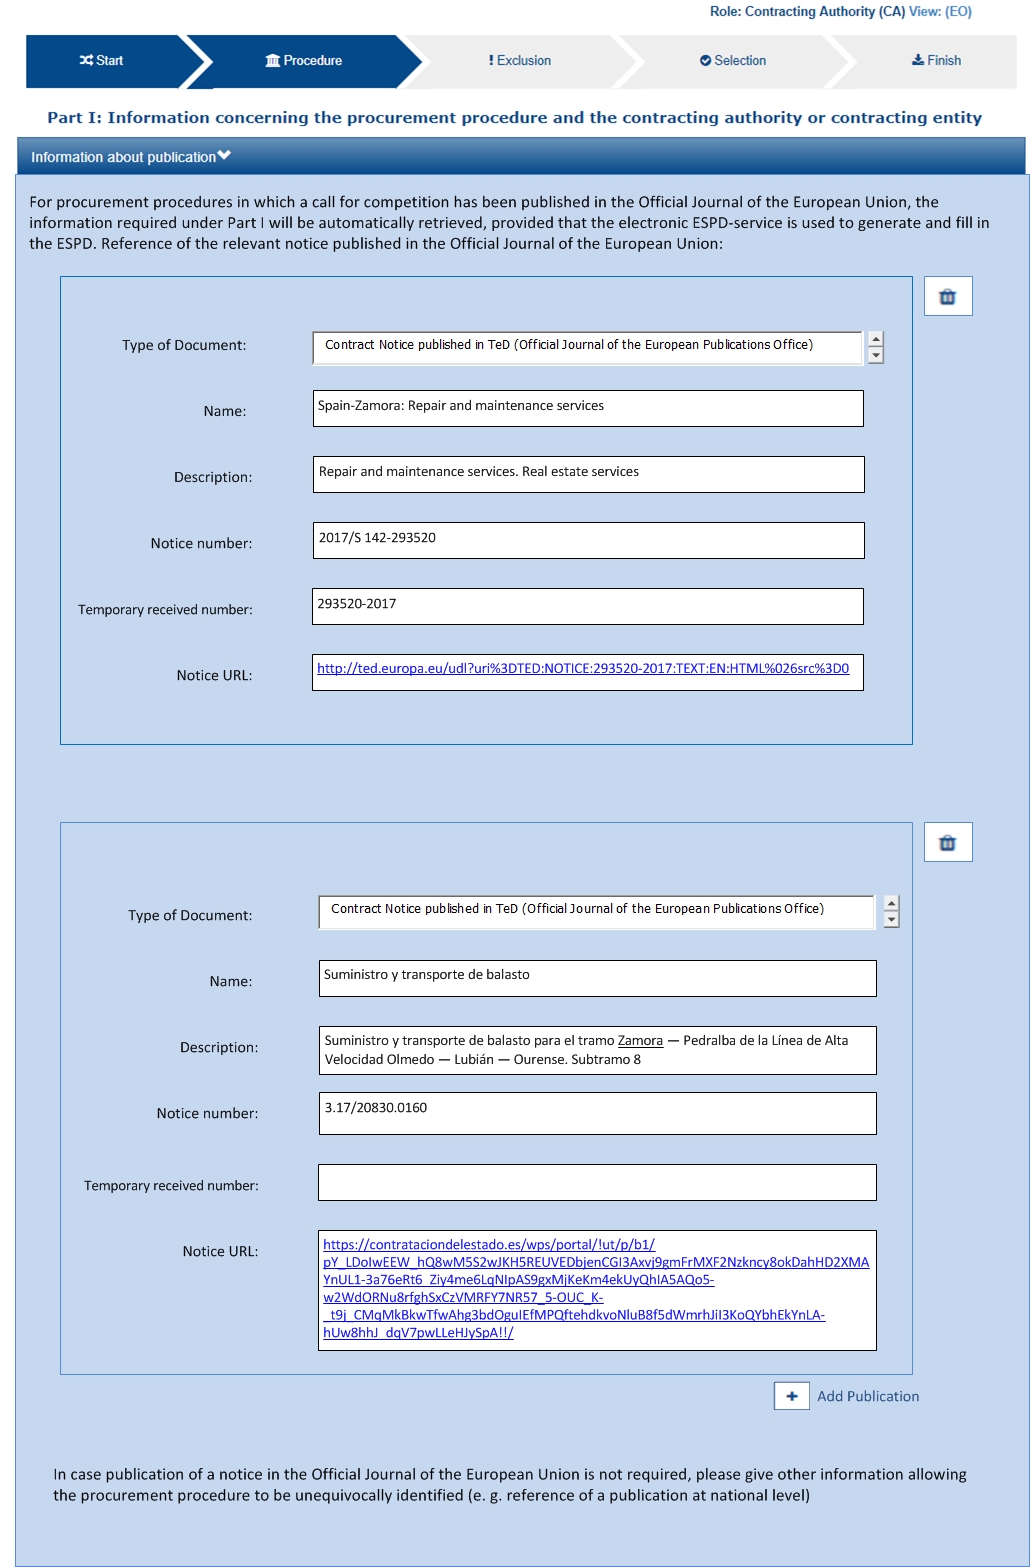 Role: Contracting Authority (CA) View: (EO)
Start Procedure Exclusion Selection Finish
Part I: Information concerning the procurement procedure and the contracting authority or contracting entity
Information about publication
For procurement procedures in which a call for competition has been published in the Official Journal of the European Union, the
information required under Part I will be automatically retrieved, provided that the electronic ESPD-service is used to generate and fill in
the ESPD. Reference of the relevant notice published in the Official Journal of the European Union:
Type of Document: Contract Notice published in TeD (Official Journal of the European Publications Office)
Name: Spain-Zamora: Repair and maintenance services
Description: Repair and maintenance services. Real estate services
Notice number: 2017/S 142-293520
Temporary received number: 293520-2017
Notice URL: http://ted.europa.eu/udl?uri%3DTED:NOTICE:293520-2017:TEXT:EN:HTML%026src%3D0
Type of Document: Contract Notice published in TeD (Official Journal of the European Publications Office)
Name: Suministro y transporte de balasto
Description: Suministro y transporte de balasto para el tramo Zamora — Pedralba de la Línea de Alta
Velocidad Olmedo — Lubián — Ourense. Subtramo 8
Notice number: 3.17/20830.0160
Temporary received number:
Notice URL: https://contrataciondelestado.es/wps/portal/!ut/p/b1/
pY_LDoIwEEW_hQ8wM5S2wJKH5REUVEDbjenCGI3Axvj9gmFrMXF2Nzkncy8okDahHD2XMA
YnUL1-3a76eRt6_Ziy4me6LqNIpAS9gxMjKeKm4ekUyQhIA5AQo5-
w2WdORNu8rfghSxCzVMRFY7NR57_5-OUC_K-
_t9j_CMqMkBkwTfwAhg3bdOguIEfMPQftehdkvoNluB8f5dWmrhJiI3KoQYbhEkYnLA-
hUw8hhJ_dqV7pwLLeHJySpA!!/
+ Add Publication
In case publication of a notice in the Official Journal of the European Union is not required, please give other information allowing
the procurement procedure to be unequivocally identified (e. g. reference of a publication at national level)